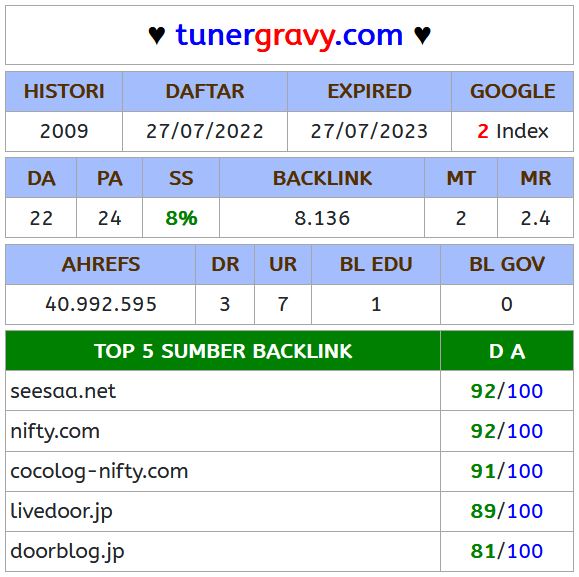 ♥ tunergravy.com ♥
HISTORI DAFTAR EXPIRED GOOGLE
2009 27/07/2022 27/07/2023 2 Index
DA PA SS BACKLINK MT MR
22 24 8% 8.136 2 2.4
AHREFS DR UR BL EDU BL GOV
40.992.595 3 7 1 0
TOP 5 SUMBER BACKLINK D A
seesaa.net 92/100
nifty.com 92/100
cocolog-nifty.com 91/100
livedoor.jp 89/100
doorblog.jp 81/100